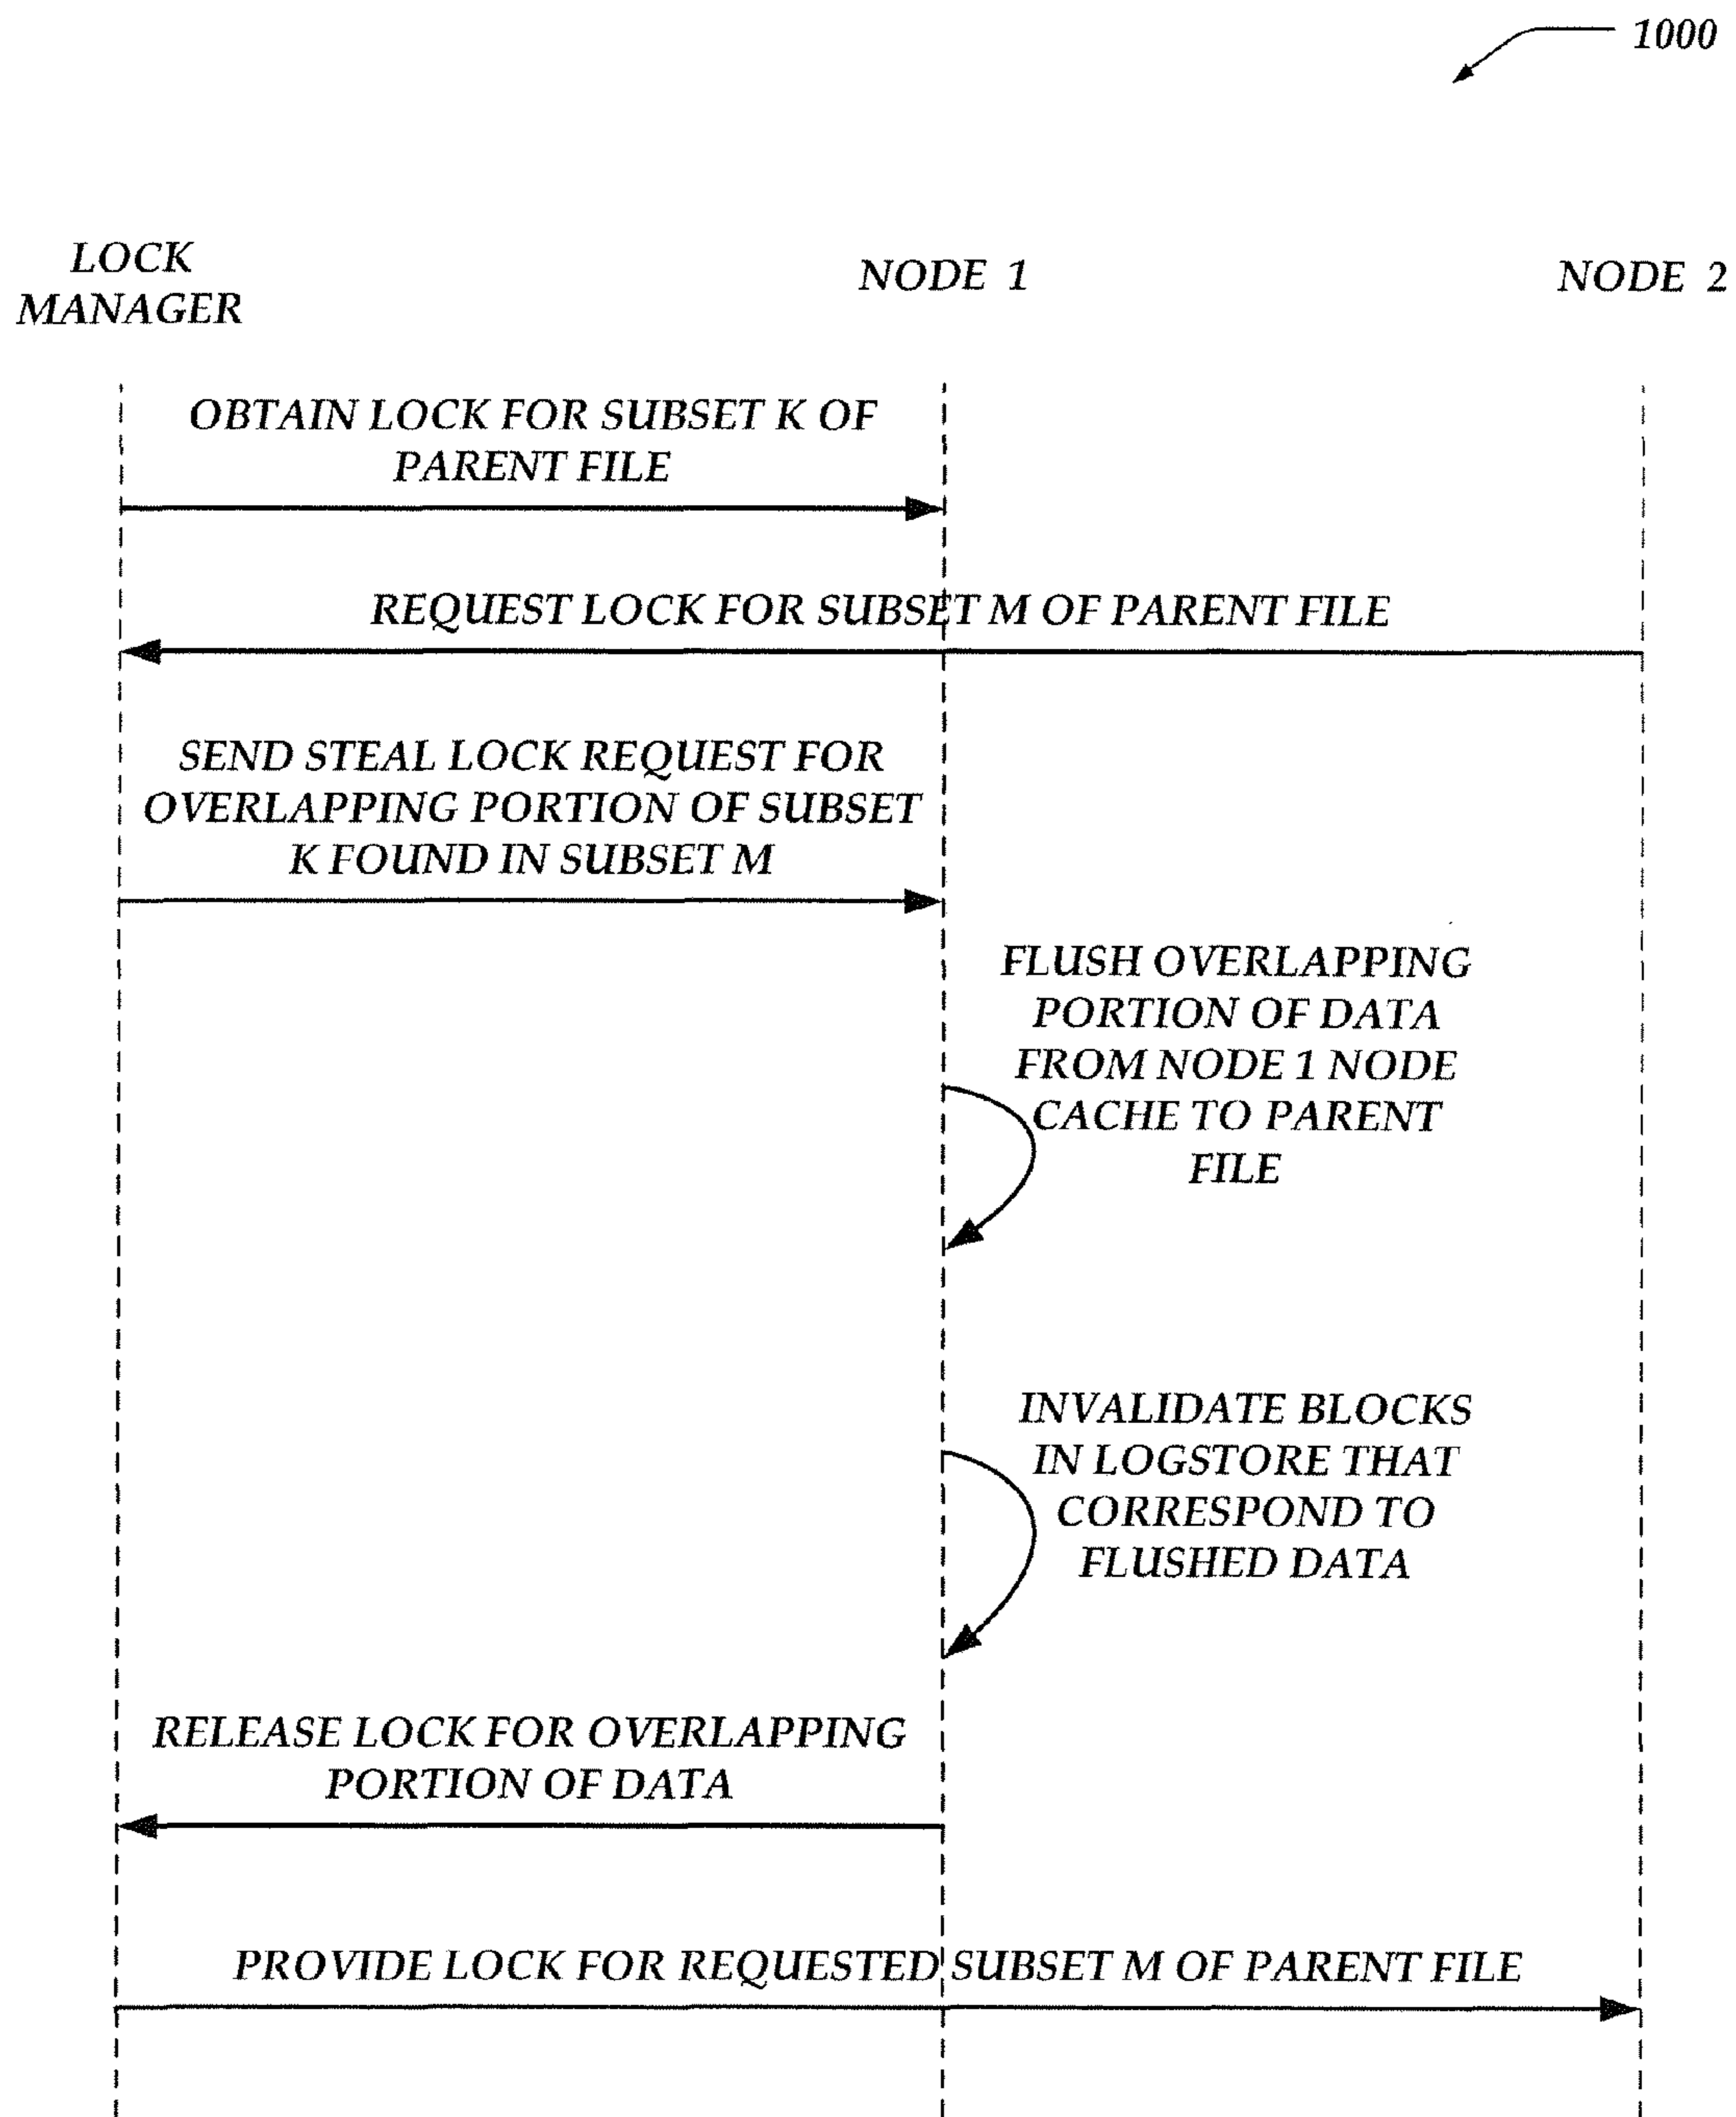 1000
LOCK
MANAGER
NODE 1
NODE 2
OBTAIN LOCK FOR SUBSET K OF
PARENT FILE
REQUEST LOCK FOR SUBSET M OF PARENT FILE
SEND STEAL LOCK REQUEST FOR
OVERLAPPING PORTION OF SUBSET
K FOUND IN SUBSET M
FLUSH OVERLAPPING
PORTION OF DATA
FROM NODE 1 NODE
CACHE TO PARENT
FILE
INVALIDATE BLOCKS
IN LOGSTORE THAT
CORRESPOND TO
FLUSHED DATA
RELEASE LOCK FOR OVERLAPPING
PORTION OF DATA
PROVIDE LOCK FOR REQUESTED SUBSET M OF PARENT FILE